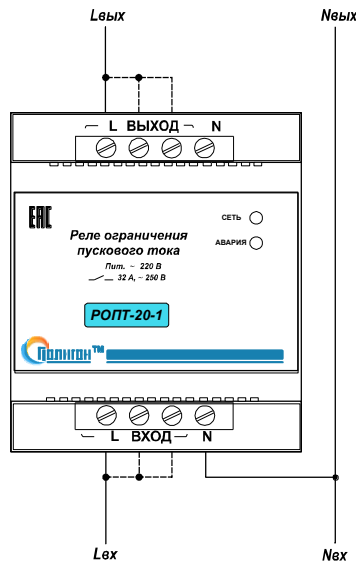 Lвых Nвых
L ВЫХОД N
EAC
СЕТЬ
АВАРИЯ
Реле ограничения
пускового тока
Пит. ~ 220 В
32 А, ~ 250 В
РОПТ-20-1
Полигон™
L ВХОД N
Lвх Nвх